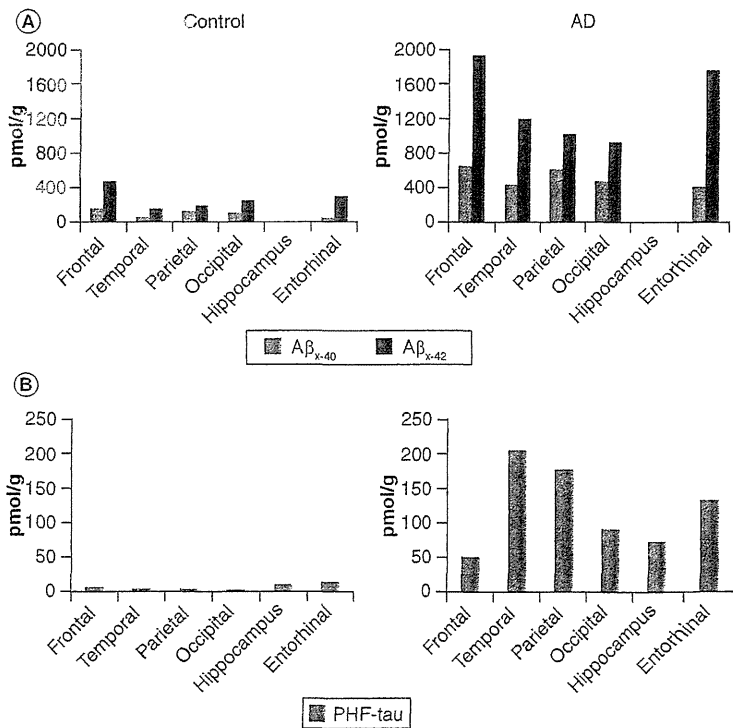 A
Control
AD
pmol/g
2000
1600
1200
800
400
0
Frontal
Temporal
Parietal
Occipital
Hippocampus
Entorhinal
pmol/g
2000
1600
1200
800
400
0
Frontal
Temporal
Parietal
Occipital
Hippocampus
Entorhinal
Aβx-40 Aβx-42
B
pmol/g
250
200
150
100
50
0
Frontal
Temporal
Parietal
Occipital
Hippocampus
Entorhinal
pmol/g
250
200
150
100
50
0
Frontal
Temporal
Parietal
Occipital
Hippocampus
Entorhinal
PHF-tau